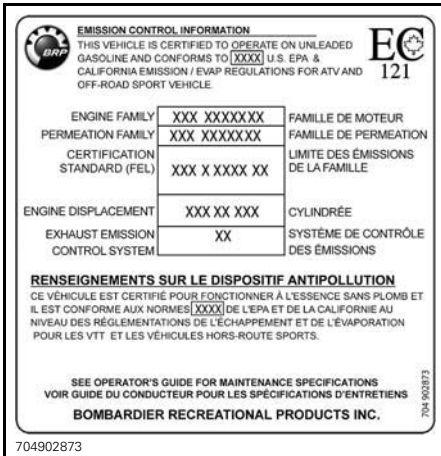 BRP
EMISSION CONTROL INFORMATION
THIS VEHICLE IS CERTIFIED TO OPERATE ON UNLEADED
GASOLINE AND CONFORMS TO XXXX U.S. EPA &
CALIFORNIA EMISSION / EVAP REGULATIONS FOR ATV AND
OFF-ROAD SPORT VEHICLE.
EC
121
ENGINE FAMILY XXX XXXXXXX FAMILLE DE MOTEUR
PERMEATION FAMILY XXX XXXXXXX FAMILLE DE PERMEATION
CERTIFICATION LIMITE DES ÉMISSIONS
STANDARD (FEL) XXX X XXXX XX DE LA FAMILLE
ENGINE DISPLACEMENT XXX XX XXX CYLINDRÉE
EXHAUST EMISSION XX SYSTÈME DE CONTRÔLE
CONTROL SYSTEM DES ÉMISSIONS
RENSEIGNEMENTS SUR LE DISPOSITIF ANTIPOLLUTION
CE VÉHICULE EST CERTIFIÉ POUR FONCTIONNER À L'ESSENCE SANS PLOMB ET
IL EST CONFORME AUX NORMES XXXX DE L'EPA ET DE LA CALIFORNIE AU
NIVEAU DES RÉGLEMENTATIONS DE L'ÉCHAPPEMENT ET DE L'ÉVAPORATION
POUR LES VTT ET LES VÉHICULES HORS-ROUTE SPORTS.
SEE OPERATOR'S GUIDE FOR MAINTENANCE SPECIFICATIONS
VOIR GUIDE DU CONDUCTEUR POUR LES SPÉCIFICATIONS D'ENTRETIENS
BOMBARDIER RECREATIONAL PRODUCTS INC.
704 902873
704902873